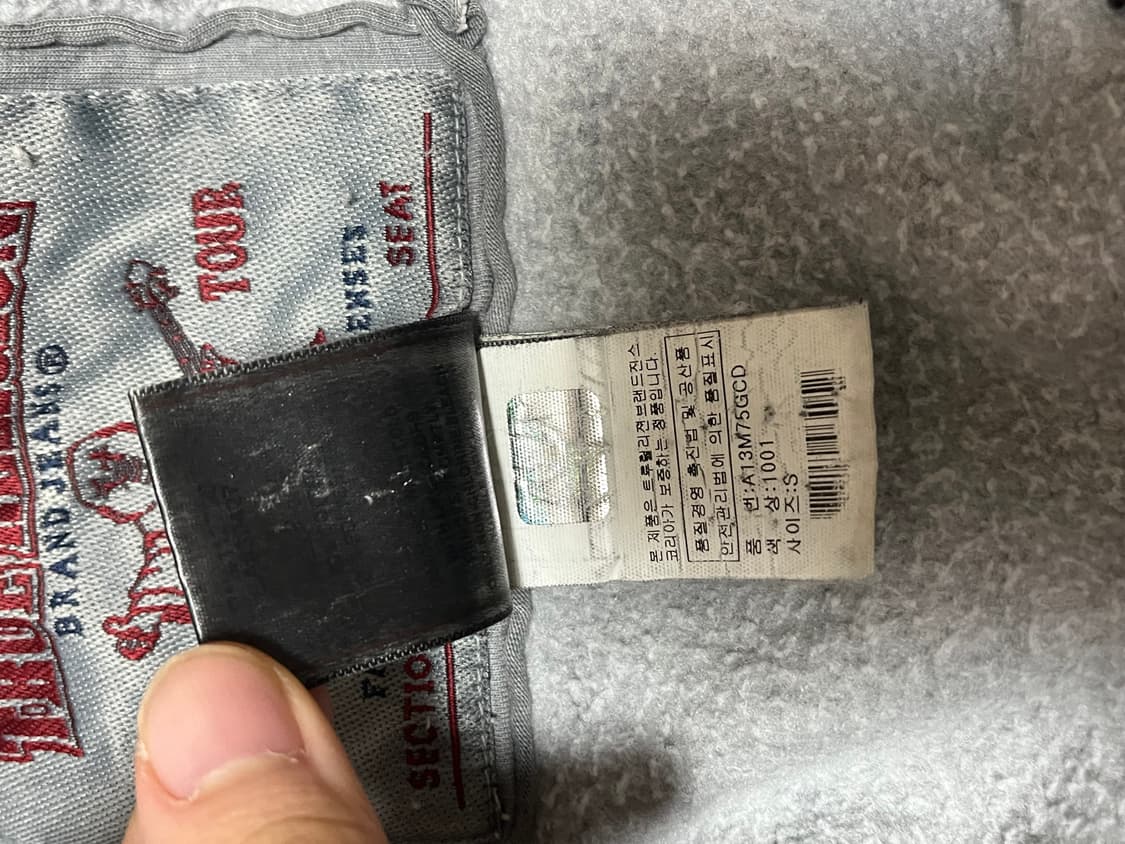 BRAND JEANS®
TOUR
SECTIO
SEAT
본 제품은 트루릴리젼브랜드진스
코리아가 보증하는 정품입니다.
품질경영 촉진법 및 공산품
안전관리법에 의한 품질표시
품 번:A13M75GCD
색 상:1001
사이즈:S